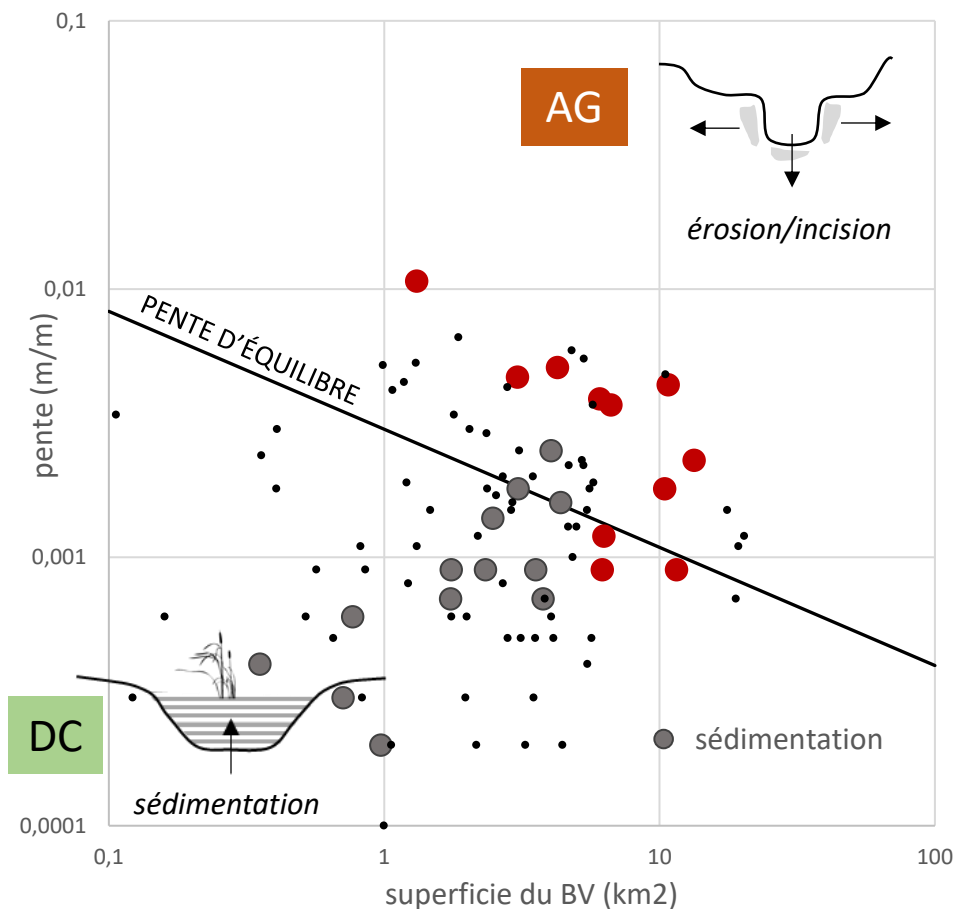 0,1
AG
érosion/incision
0,01
PENTE D'ÉQUILIBRE
pente (m/m)
0,001
DC
sédimentation
sédimentation
0,0001
0,1
1
10
100
superficie du BV (km2)